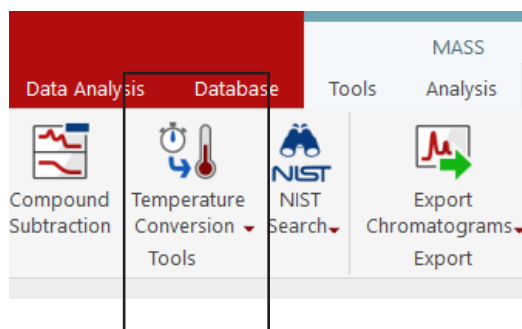 MASS
Data Analysis Database Tools Analysis
NIST
Compound Temperature NIST Export
Subtraction Conversion Search Chromatograms
Tools Export